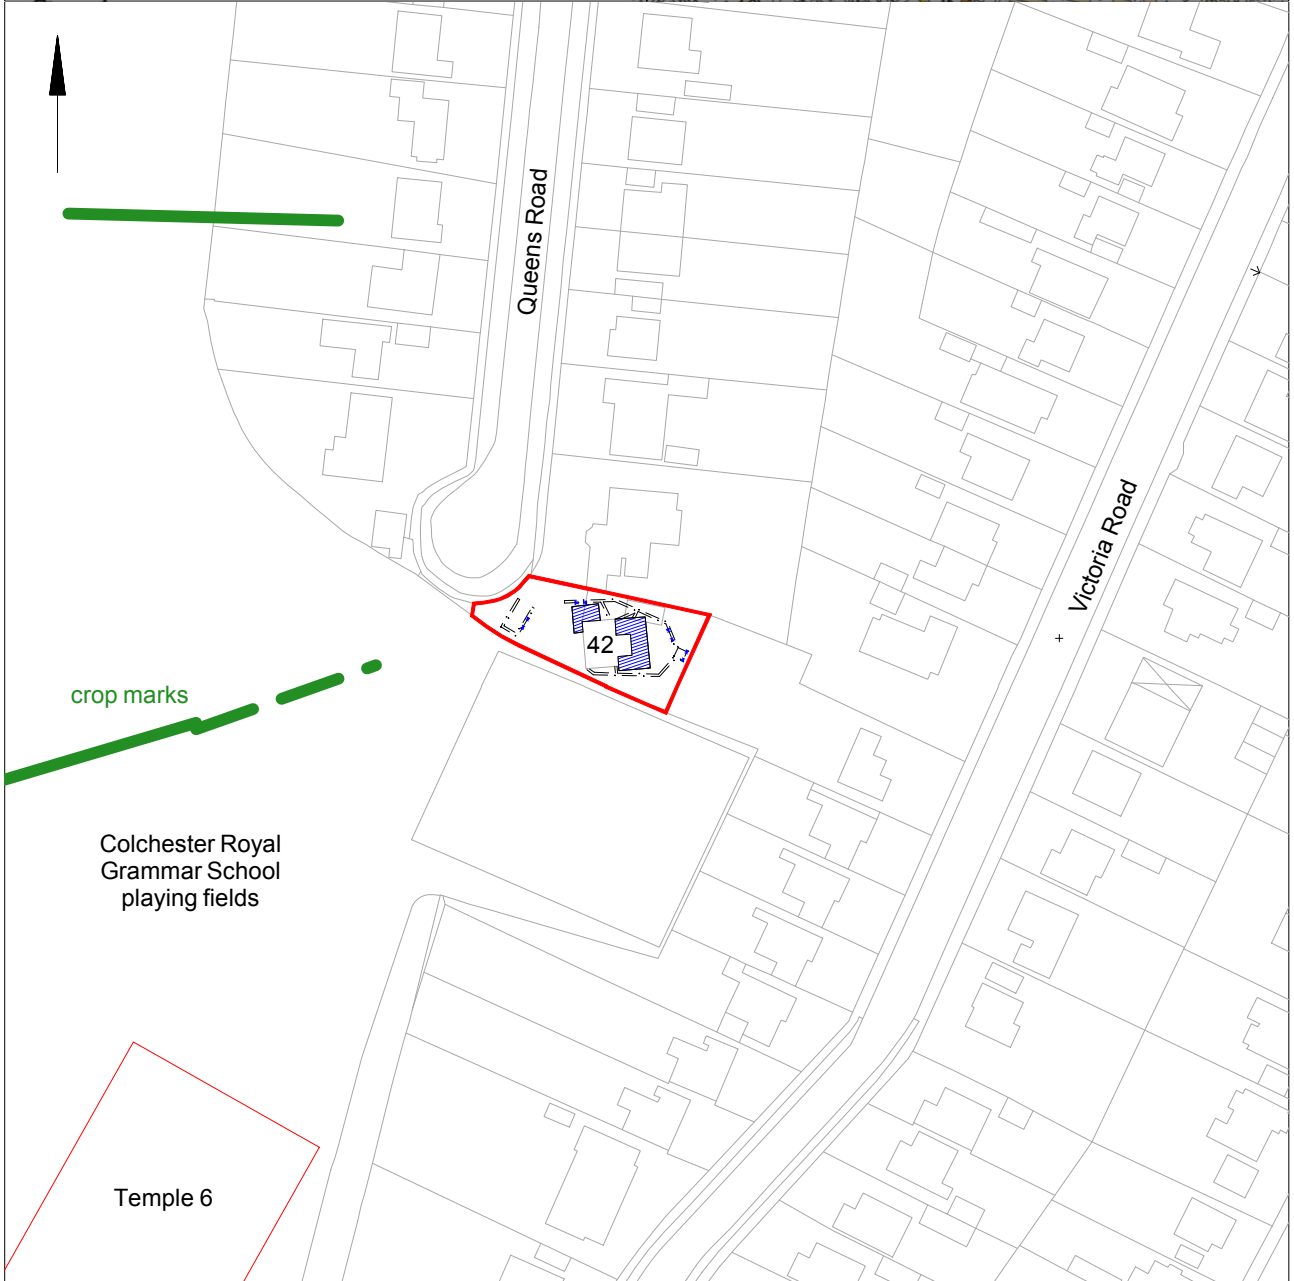 Queens Road
Victoria Road
42
crop marks
Colchester Royal
Grammar School
playing fields
Temple 6